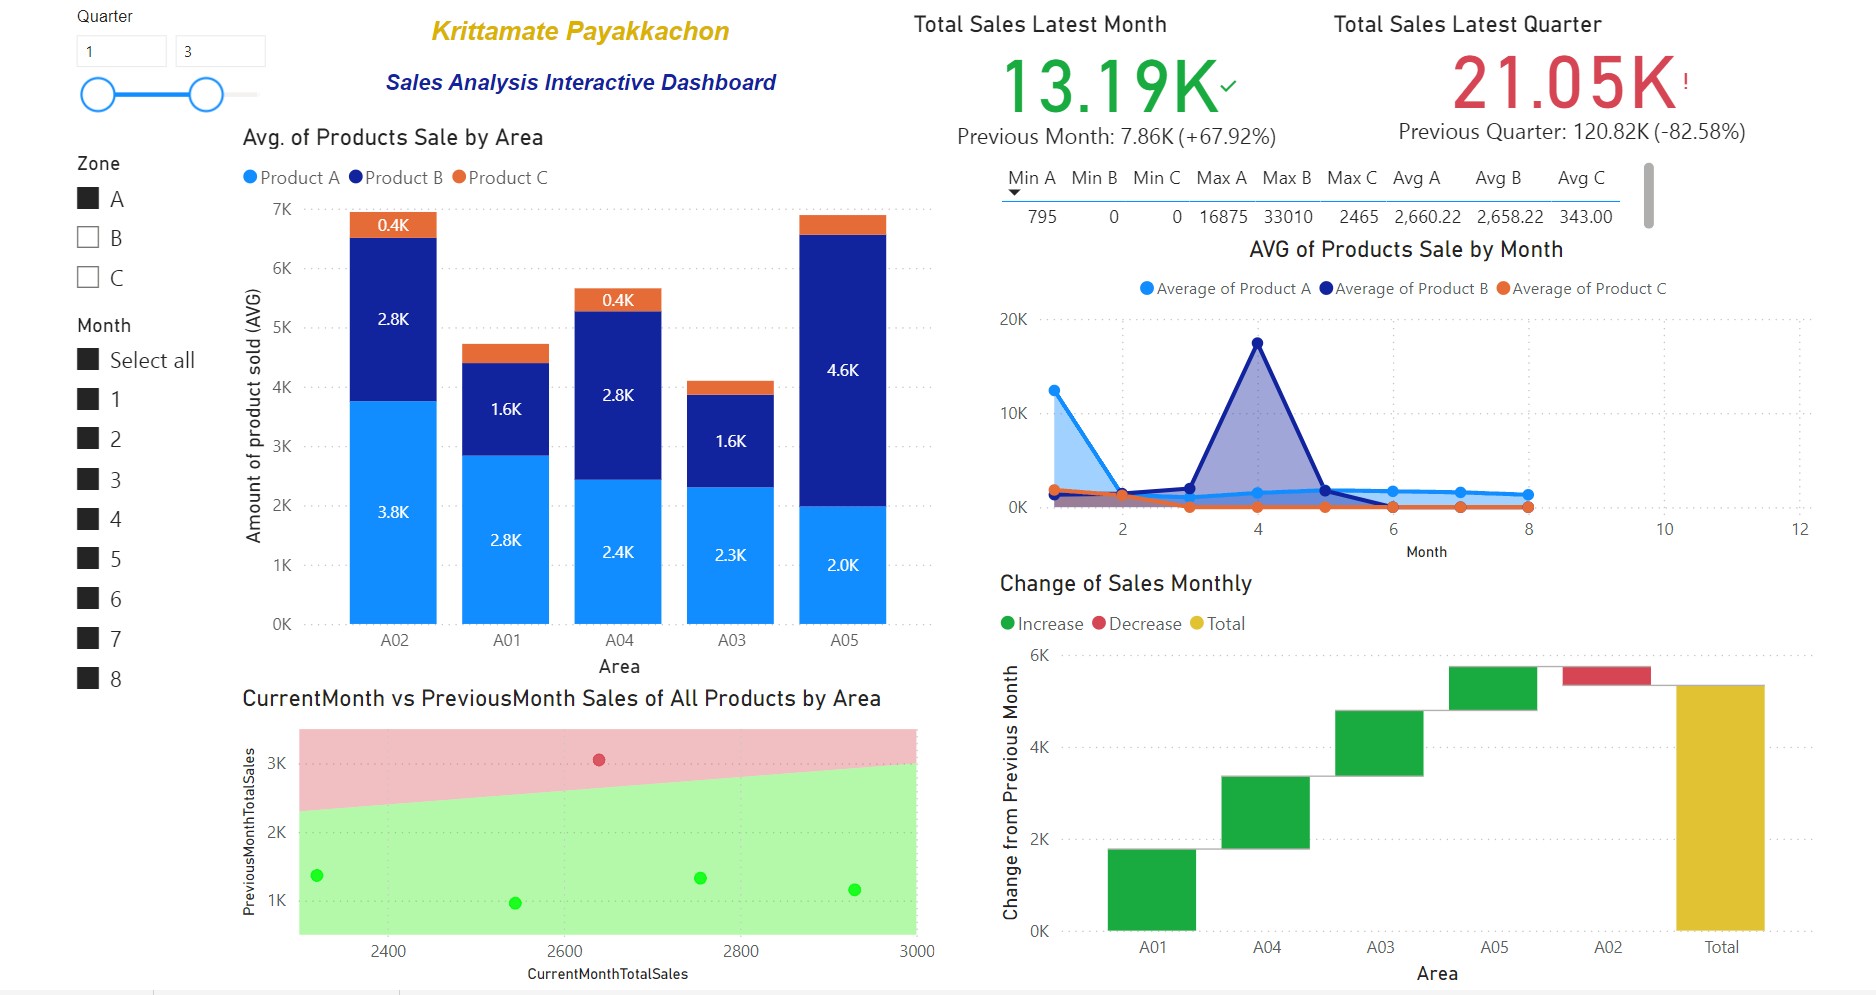 Quarter
1 3
Krittamate Payakkachon
Sales Analysis Interactive Dashboard
Total Sales Latest Month
13.19K
Previous Month: 7.86K (+67.92%)
Total Sales Latest Quarter
21.05K!
Previous Quarter: 120.82K (-82.58%)
Zone
A
B
C
Month
Select all
1
2
3
4
5
6
7
8
Avg. of Products Sale by Area
Product A Product B Product C
Amount of product sold (AVG)
7K
6K
5K
4K
3K
2K
1K
0K
0.4K
2.8K
3.8K
1.6K
2.8K
0.4K
2.8K
2.4K
1.6K
2.3K
4.6K
2.0K
A02 A01 A04 A03 A05
Area
Min A Min B Min C Max A Max B Max C Avg A Avg B Avg C
795 0 0 16875 33010 2465 2,660.22 2,658.22 343.00
AVG of Products Sale by Month
Average of Product A Average of Product B Average of Product C
20K
10K
0K
2 4 6 8 10 12
Month
CurrentMonth vs PreviousMonth Sales of All Products by Area
PreviousMonthTotalSales
3K
2K
1K
2400 2600 2800 3000
CurrentMonthTotalSales
Change of Sales Monthly
Increase Decrease Total
Change from Previous Month
6K
4K
2K
0K
A01 A04 A03 A05 A02 Total
Area